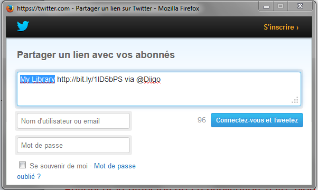 https://twitter.com - Partager un lien sur Twitter - Mozilla Firefox
S'inscrire ›
Partager un lien avec vos abonnés
My Library http://bit.ly/1ID5bPS via @Diigo
Nom d'utilisateur ou email
96 Connectez-vous et Tweetez
Mot de passe
Se souvenir de moi · Mot de passe
oublié ?